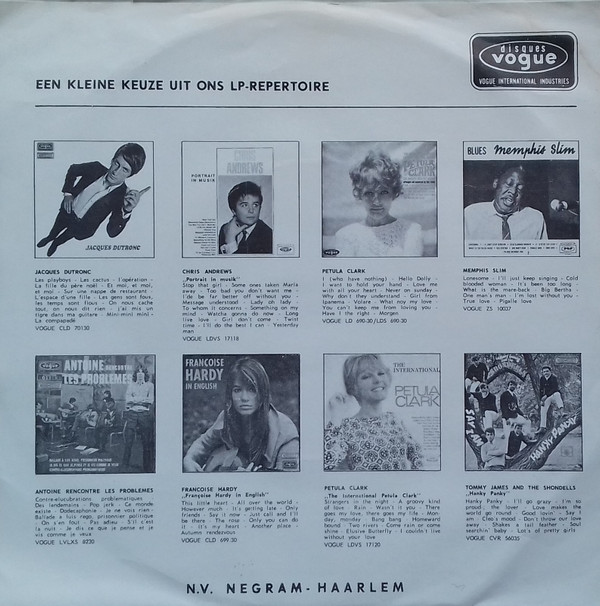 disques
vogue
VOGUE INTERNATIONAL INDUSTRIES
EEN KLEINE KEUZE UIT ONS LP-REPERTOIRE
JACQUES DUTRONC
CHRIS
ANDREWS
PORTRAIT
IN MUSIK
PETULA
CLARK
BLUES Memphis Slim
JACQUES DUTRONC
Les playboys - Les cactus - l'opération -
La fille du père noël - Et moi, et moi,
et moi - Sur une nappe de restaurant -
L'espace d'une fille - Les gens sont fous,
les temps sont flous - On nous cache
tout, on nous dit rien - j'ai mis un
tigre dans ma guitare - Mini-mini mini -
La compapade
VOGUE CLD 70130
CHRIS ANDREWS
„Portrait in musik"
Stop that girl - Some ones taken Maria
away - Too bad you don't want me -
I'de be far better off without you -
Message understood - Lady oh lady -
To whom it concerns - Something on my
mind - Watcha gonna do now - Long
live love - Girl don't come - Twist
time - I'll do the best I can - Yesterday
man
VOGUE LDVS 17118
PETULA CLARK
I (who have nothing) - Hello Dolly -
I want to hold your hand - Love me
with all your heart - Never on sunday -
Why don't they understand - Girl from
Ipanema - Volare - What now my love -
You can't keep me from loving you -
Have I the right - Morgen
VOGUE LD 690-30/LDS 690-30
MEMPHIS SLIM
Lonesome - I'll just keep singing - Cold
blooded woman - It's been too long -
What is the mare-back - Big Bertha -
One man's man - I'm lost without you -
True love - Pigalle love
VOGUE ZS 10037
ANTOINE rencontre
LES PROBLÈMES
FRANÇOISE
HARDY
IN ENGLISH
THE
INTERNATIONAL
PETULA
CLARK
HANKY PANKY
ANTOINE RENCONTRE LES PROBLEMES
Contre-elucubrations problematiques -
Des lendemains - Pop jerk - Ce monde
existe - Dodecaphonie - Je ne vois rien -
Ballade a luis rego, prisonnier politique
- On s'en fout - Pas adieu - S'il s'est
la nuit - Je dis ce que je pense et je
vis comme je veux
VOGUE LVLXS 8230
FRANCOISE HARDY
„Françoise Hardy in English"
This little heart - All over the world -
However much - It's getting late - Only
friends - Say it now - Just call and I'll
be there - The rose - Only you can do
it - It's my heart - Another place -
Autumn rendezvous
VOGUE CLD 699.30
PETULA CLARK
„The International Petula Clark"
Strangers in the night - A groovy kind
of love - Rain - Wasn't it you - There
goes my love, there goes my life - Mon-
day, monday - Bang bang - Homeward
bound - Two rivers - Come rain or come
shine - Elusive butterfly - I couldn't live
without your love
VOGUE LDVS 17120
TOMMY JAMES AND THE SHONDELLS
„Hanky Panky"
Hanky Panky - I'll go crazy - I'm so
proud, the lover - Love makes the
world go round - Good lovin' - Say I
am - Cleo's mood - Don't throw our love
away - Shakes a tail feather - Soul
searchin' baby - Lot's of pretty girls
VOGUE CVR 56035
N.V. NEGRAM - HAARLEM